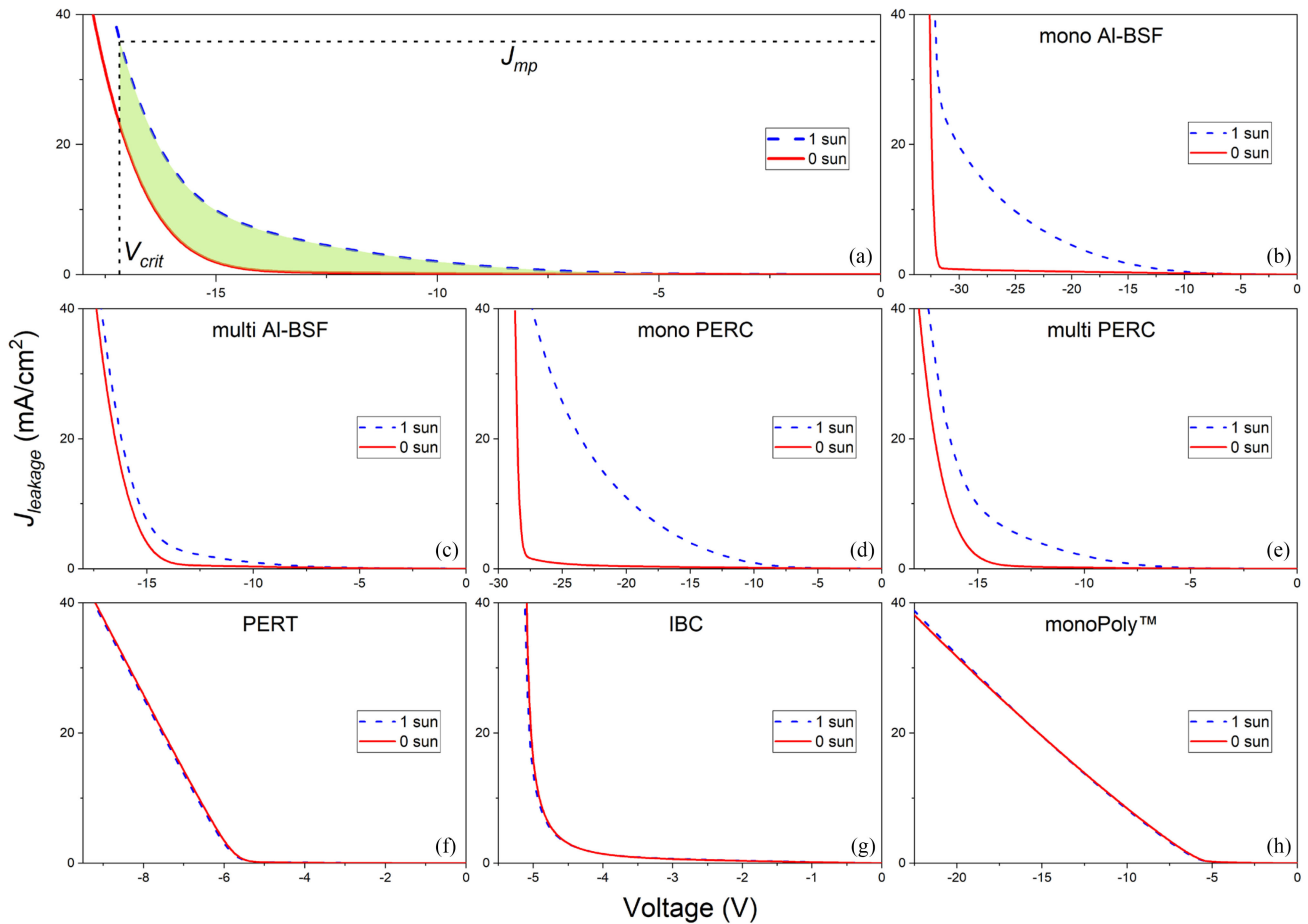 40
20
0
-15
-10
-5
0
J_mp
V_crit
1 sun
0 sun
(a)
mono Al-BSF
40
20
0
-30
-25
-20
-15
-10
-5
0
1 sun
0 sun
(b)
J_leakage (mA/cm²)
multi Al-BSF
40
20
0
-15
-10
-5
0
1 sun
0 sun
(c)
mono PERC
40
20
0
-30
-25
-20
-15
-10
-5
0
1 sun
0 sun
(d)
multi PERC
40
20
0
-15
-10
-5
0
1 sun
0 sun
(e)
PERT
40
20
0
-8
-6
-4
-2
0
1 sun
0 sun
(f)
IBC
40
20
0
-5
-4
-3
-2
-1
0
1 sun
0 sun
(g)
monoPoly™
40
20
0
-20
-15
-10
-5
0
1 sun
0 sun
(h)
Voltage (V)